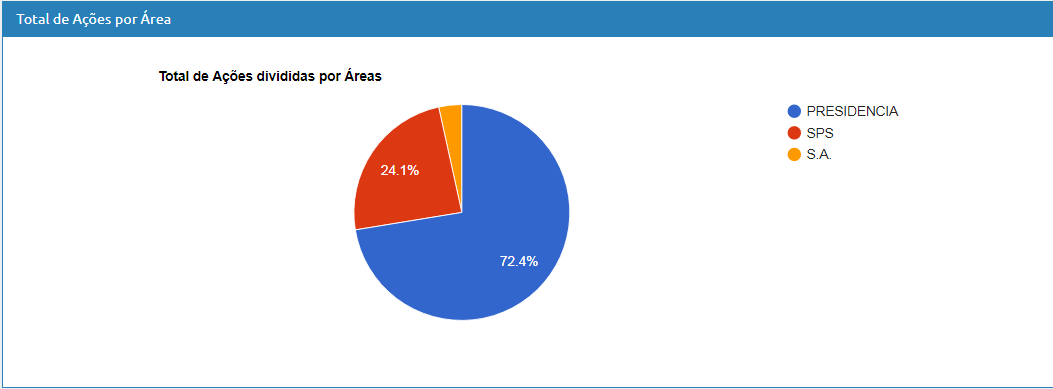 Total de Ações por Área
Total de Ações divididas por Áreas
PRESIDENCIA
SPS
S.A.
24.1%
72.4%